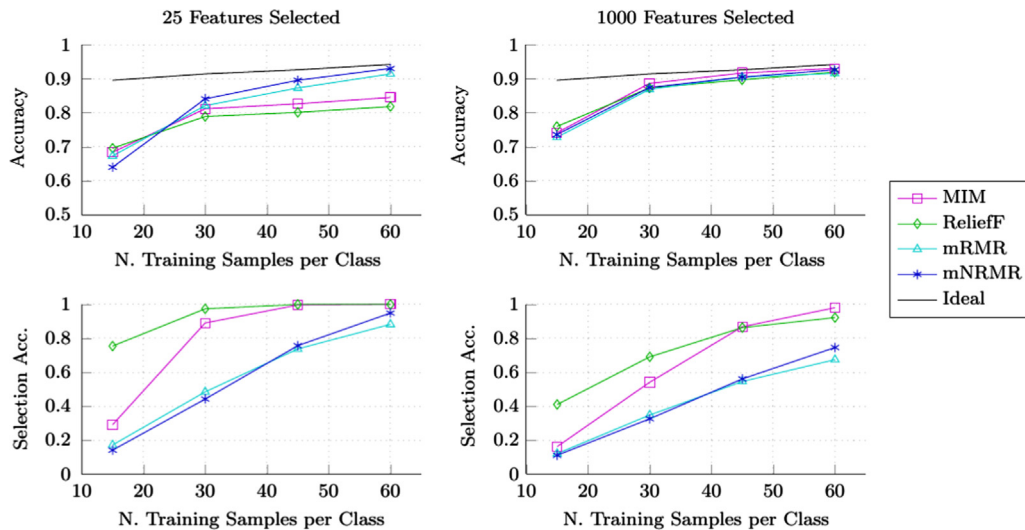 25 Features Selected
1
0.9
0.8
0.7
0.6
0.5
Accuracy
10 20 30 40 50 60
N. Training Samples per Class
1000 Features Selected
1
0.9
0.8
0.7
0.6
0.5
Accuracy
10 20 30 40 50 60
N. Training Samples per Class
MIM
ReliefF
mRMR
mNRMR
Ideal
1
0.8
0.6
0.4
0.2
0
Selection Acc.
10 20 30 40 50 60
N. Training Samples per Class
1
0.8
0.6
0.4
0.2
0
Selection Acc.
10 20 30 40 50 60
N. Training Samples per Class